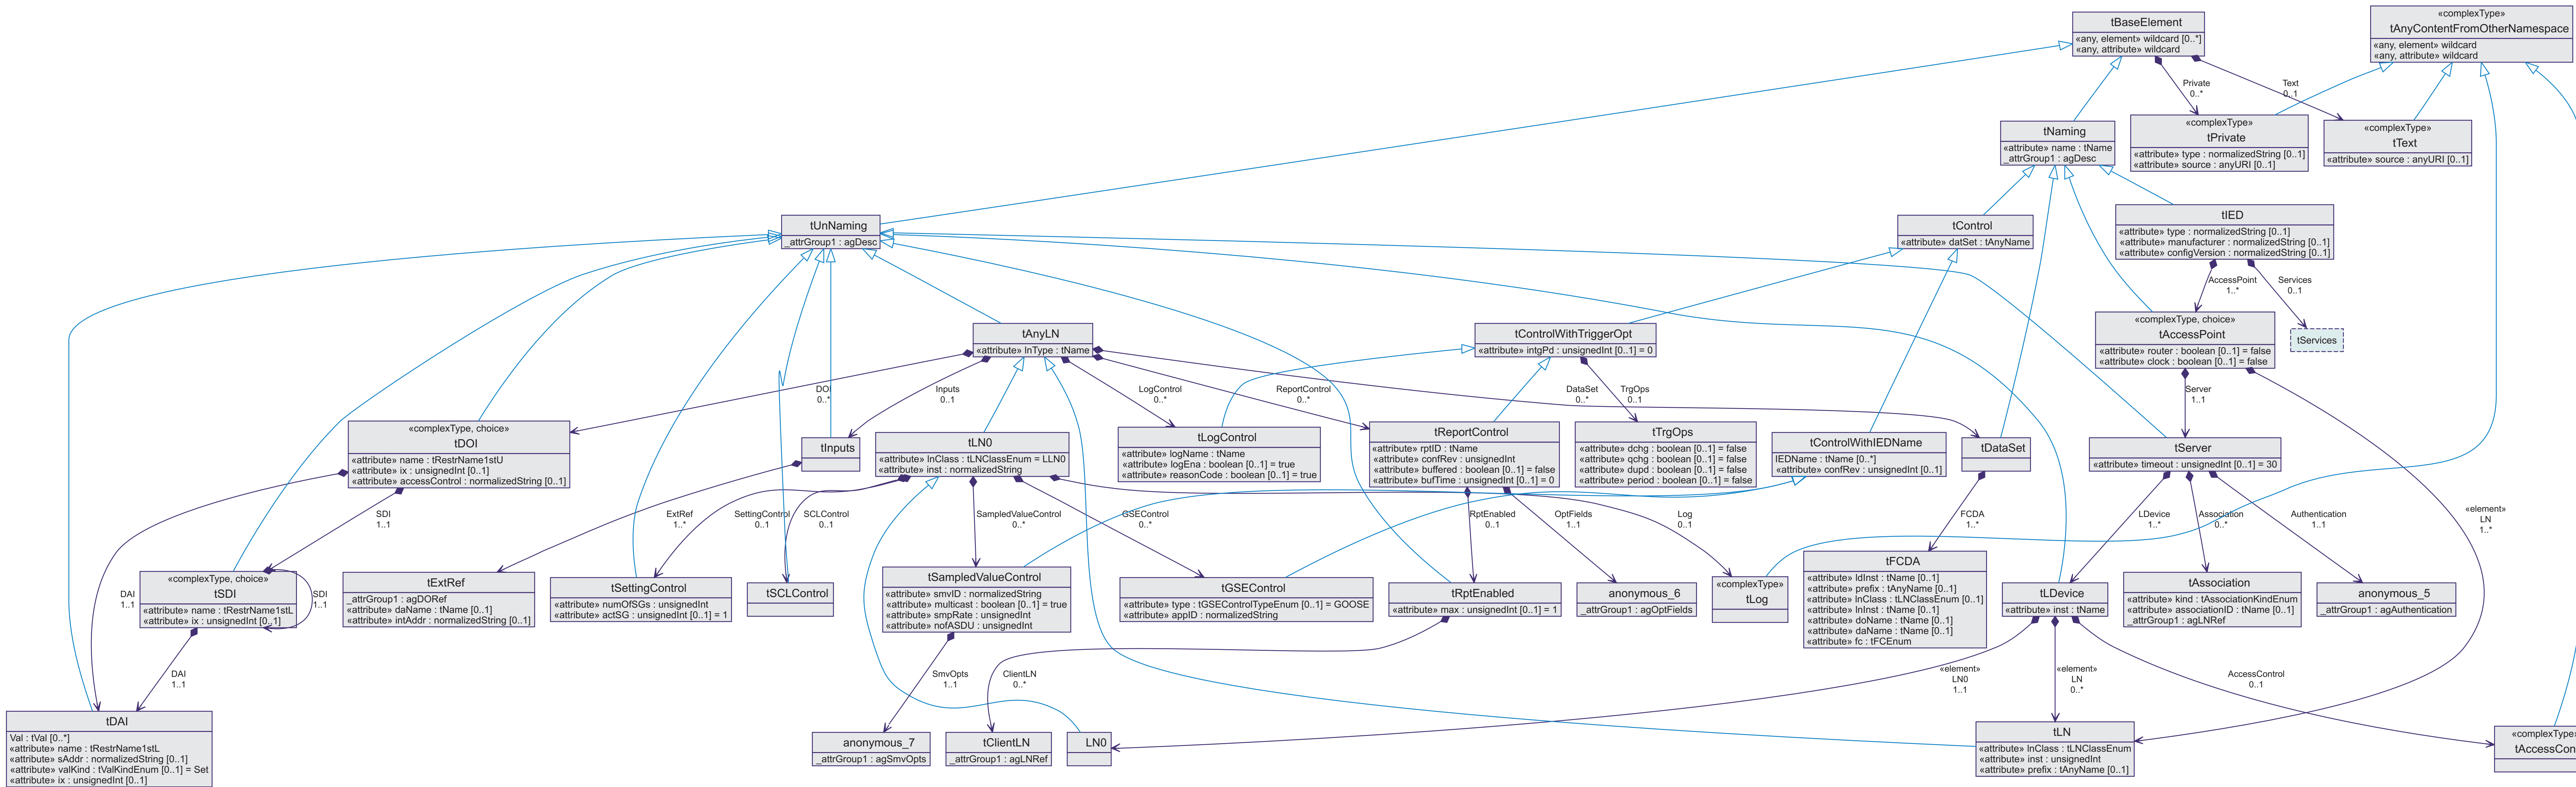 tBaseElement
«any, element» wildcard [0..*]
«any, attribute» wildcard
«complexType»
tAnyContentFromOtherNamespace
«any, element» wildcard
«any, attribute» wildcard
Private
0..*
Text
0..1
tNaming
«attribute» name : tName
_attrGroup1 : agDesc
«complexType»
tPrivate
«attribute» type : normalizedString [0..1]
«attribute» source : anyURI [0..1]
«complexType»
tText
«attribute» source : anyURI [0..1]
tUnNaming
_attrGroup1 : agDesc
tControl
«attribute» datSet : tAnyName
tIED
«attribute» type : normalizedString [0..1]
«attribute» manufacturer : normalizedString [0..1]
«attribute» configVersion : normalizedString [0..1]
AccessPoint
1..*
Services
0..1
tAnyLN
«attribute» lnType : tName
tControlWithTriggerOpt
«attribute» intgPd : unsignedInt [0..1] = 0
«complexType, choice»
tAccessPoint
«attribute» router : boolean [0..1] = false
«attribute» clock : boolean [0..1] = false
tServices
DOI
0..*
Inputs
0..1
LogControl
0..*
ReportControl
0..*
DataSet
0..*
TrgOps
0..1
Server
1..1
«complexType, choice»
tDOI
«attribute» name : tRestrName1stU
«attribute» ix : unsignedInt [0..1]
«attribute» accessControl : normalizedString [0..1]
tInputs
tLN0
«attribute» lnClass : tLNClassEnum = LLN0
«attribute» inst : normalizedString
tLogControl
«attribute» logName : tName
«attribute» logEna : boolean [0..1] = true
«attribute» reasonCode : boolean [0..1] = true
tReportControl
«attribute» rptID : tName
«attribute» confRev : unsignedInt
«attribute» buffered : boolean [0..1] = false
«attribute» bufTime : unsignedInt [0..1] = 0
tTrgOps
«attribute» dchg : boolean [0..1] = false
«attribute» qchg : boolean [0..1] = false
«attribute» dupd : boolean [0..1] = false
«attribute» period : boolean [0..1] = false
tControlWithIEDName
IEDName : tName [0..*]
«attribute» confRev : unsignedInt [0..1]
tDataSet
tServer
«attribute» timeout : unsignedInt [0..1] = 30
SDI
1..1
ExtRef
1..*
SettingControl
0..1
SCLControl
0..1
SampledValueControl
0..*
GSEControl
0..*
RptEnabled
0..1
OptFields
1..1
Log
0..1
FCDA
1..*
LDevice
1..*
Association
0..*
Authentication
1..1
«element»
LN
1..*
DAI
1..1
«complexType, choice»
tSDI
«attribute» name : tRestrName1stL
«attribute» ix : unsignedInt [0..1]
SDI
1..1
tExtRef
_attrGroup1 : agDORef
«attribute» daName : tName [0..1]
«attribute» intAddr : normalizedString [0..1]
tSettingControl
«attribute» numOfSGs : unsignedInt
«attribute» actSG : unsignedInt [0..1] = 1
tSCLControl
tSampledValueControl
«attribute» smvID : normalizedString
«attribute» multicast : boolean [0..1] = true
«attribute» smpRate : unsignedInt
«attribute» nofASDU : unsignedInt
tGSEControl
«attribute» type : tGSEControlTypeEnum [0..1] = GOOSE
«attribute» appID : normalizedString
tRptEnabled
«attribute» max : unsignedInt [0..1] = 1
anonymous_6
_attrGroup1 : agOptFields
«complexType»
tLog
tFCDA
«attribute» ldInst : tName [0..1]
«attribute» prefix : tAnyName [0..1]
«attribute» lnClass : tLNClassEnum [0..1]
«attribute» lnInst : tName [0..1]
«attribute» doName : tName [0..1]
«attribute» daName : tName [0..1]
«attribute» fc : tFCEnum
tLDevice
«attribute» inst : tName
tAssociation
«attribute» kind : tAssociationKindEnum
«attribute» associationID : tName [0..1]
_attrGroup1 : agLNRef
anonymous_5
_attrGroup1 : agAuthentication
DAI
1..1
SmvOpts
1..1
ClientLN
0..*
«element»
LN0
1..1
«element»
LN
0..*
AccessControl
0..1
tDAI
Val : tVal [0..*]
«attribute» name : tRestrName1stL
«attribute» sAddr : normalizedString [0..1]
«attribute» valKind : tValKindEnum [0..1] = Set
«attribute» ix : unsignedInt [0..1]
anonymous_7
_attrGroup1 : agSmvOpts
tClientLN
_attrGroup1 : agLNRef
LN0
tLN
«attribute» lnClass : tLNClassEnum
«attribute» inst : unsignedInt
«attribute» prefix : tAnyName [0..1]
«complexType»
tAccessCon